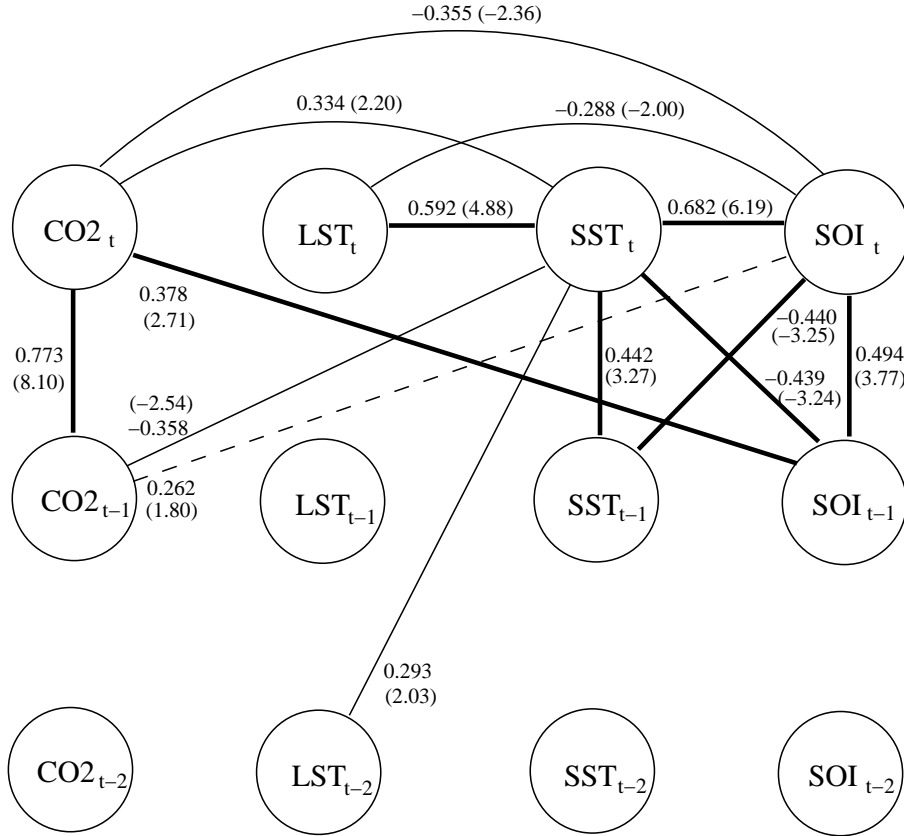 −0.355 (−2.36)
0.334 (2.20)
−0.288 (−2.00)
CO2 t
LST t
0.592 (4.88)
SST t
0.682 (6.19)
SOI t
0.378
(2.71)
−0.440
(−3.25)
0.773
(8.10)
0.442
(3.27)
0.494
(3.77)
−0.439
(−3.24)
(−2.54)
−0.358
CO2 t−1
0.262
(1.80)
LST t−1
SST t−1
SOI t−1
0.293
(2.03)
CO2 t−2
LST t−2
SST t−2
SOI t−2